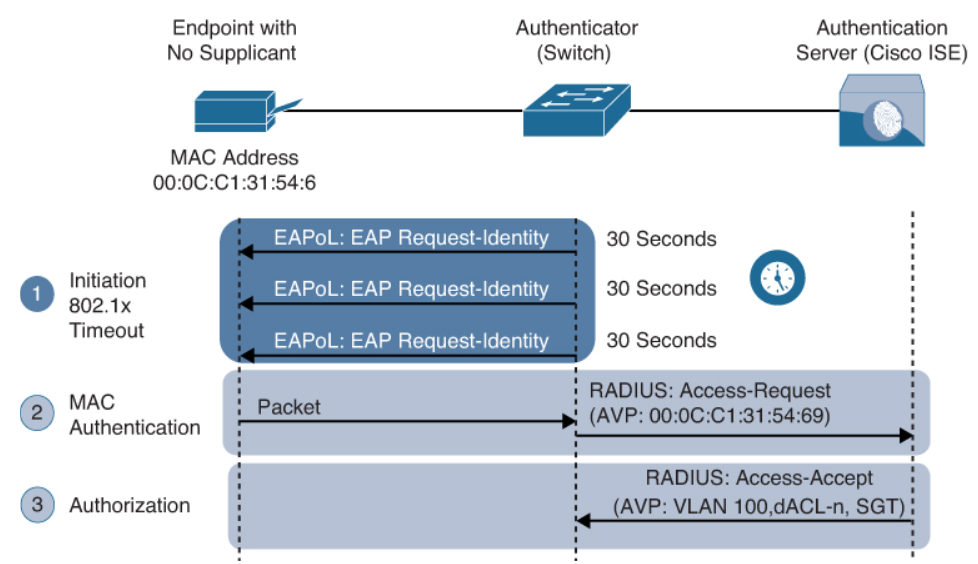 Endpoint with
No Supplicant
Authenticator
(Switch)
Authentication
Server (Cisco ISE)
MAC Address
00:0C:C1:31:54:6
1
Initiation
802.1x
Timeout
EAPoL: EAP Request-Identity
30 Seconds
EAPoL: EAP Request-Identity
30 Seconds
EAPoL: EAP Request-Identity
30 Seconds
2
MAC
Authentication
Packet
RADIUS: Access-Request
(AVP: 00:0C:C1:31:54:69)
3
Authorization
RADIUS: Access-Accept
(AVP: VLAN 100,dACL-n, SGT)